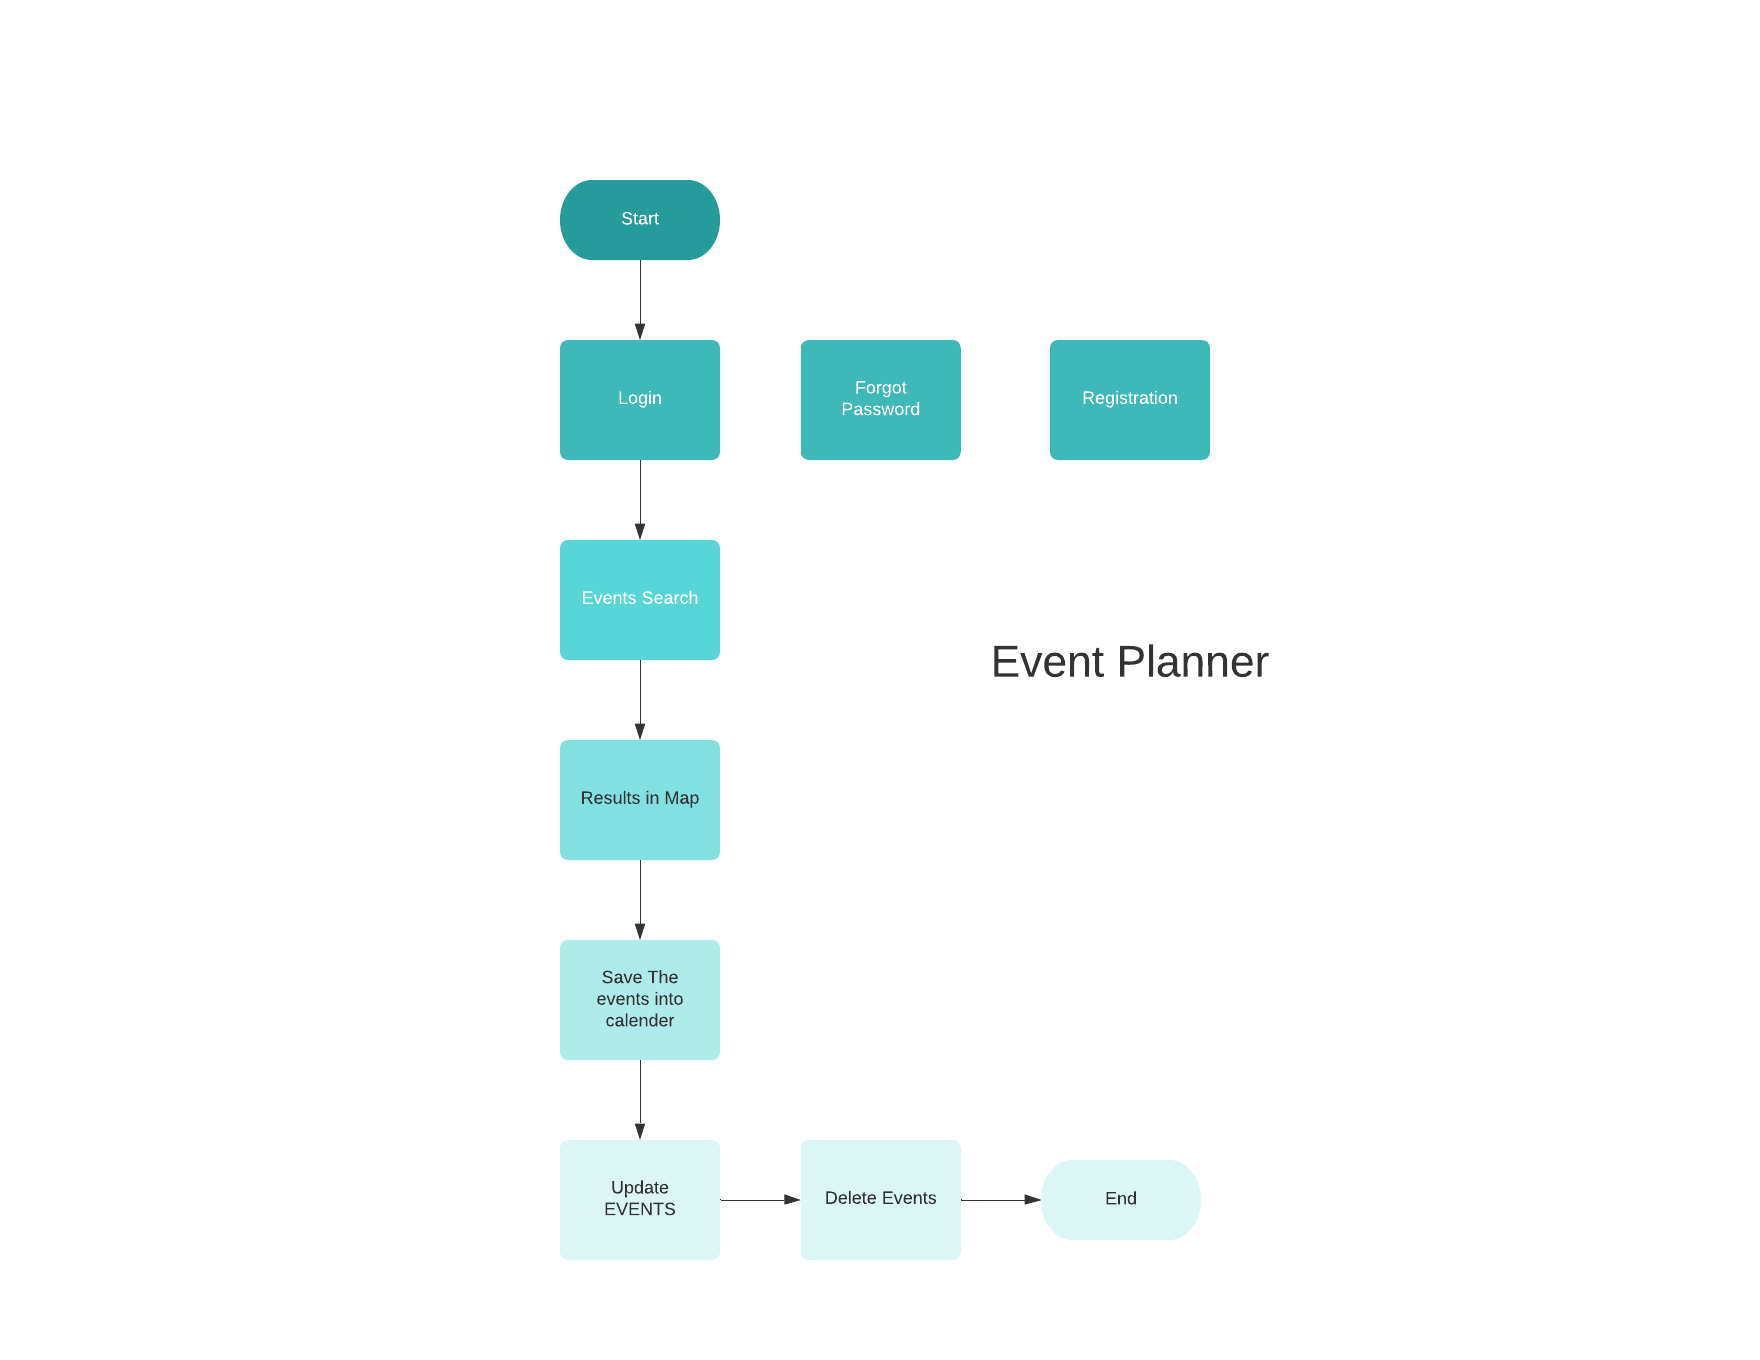 Start
Login
Forgot
Password
Registration
Events Search
Event Planner
Results in Map
Save The
events into
calender
Update
EVENTS
Delete Events
End